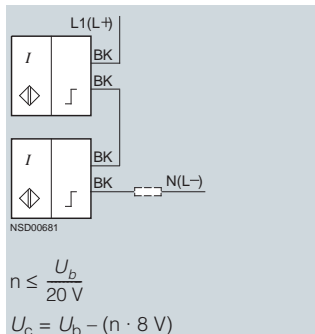 L1(L+)
I
BK
BK
I
BK
BK
N(L–)
NSD00681
n ≤ U_b / 20 V
U_c = U_b – (n · 8 V)